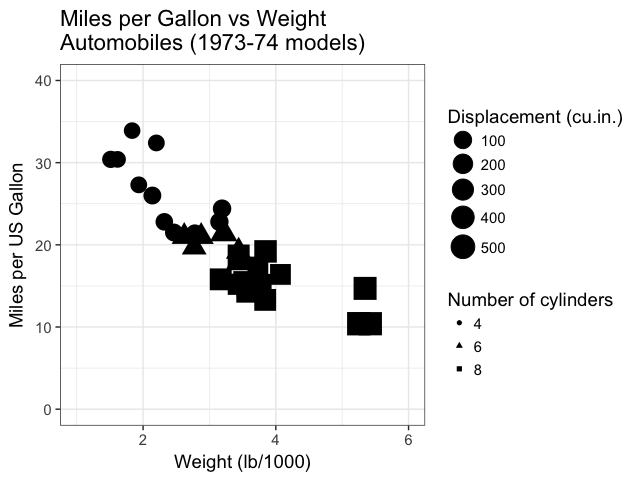 Miles per Gallon vs Weight
Automobiles (1973-74 models)
40
30
20
10
0
Miles per US Gallon
2
4
6
Weight (lb/1000)
Displacement (cu.in.)
100
200
300
400
500
Number of cylinders
4
6
8